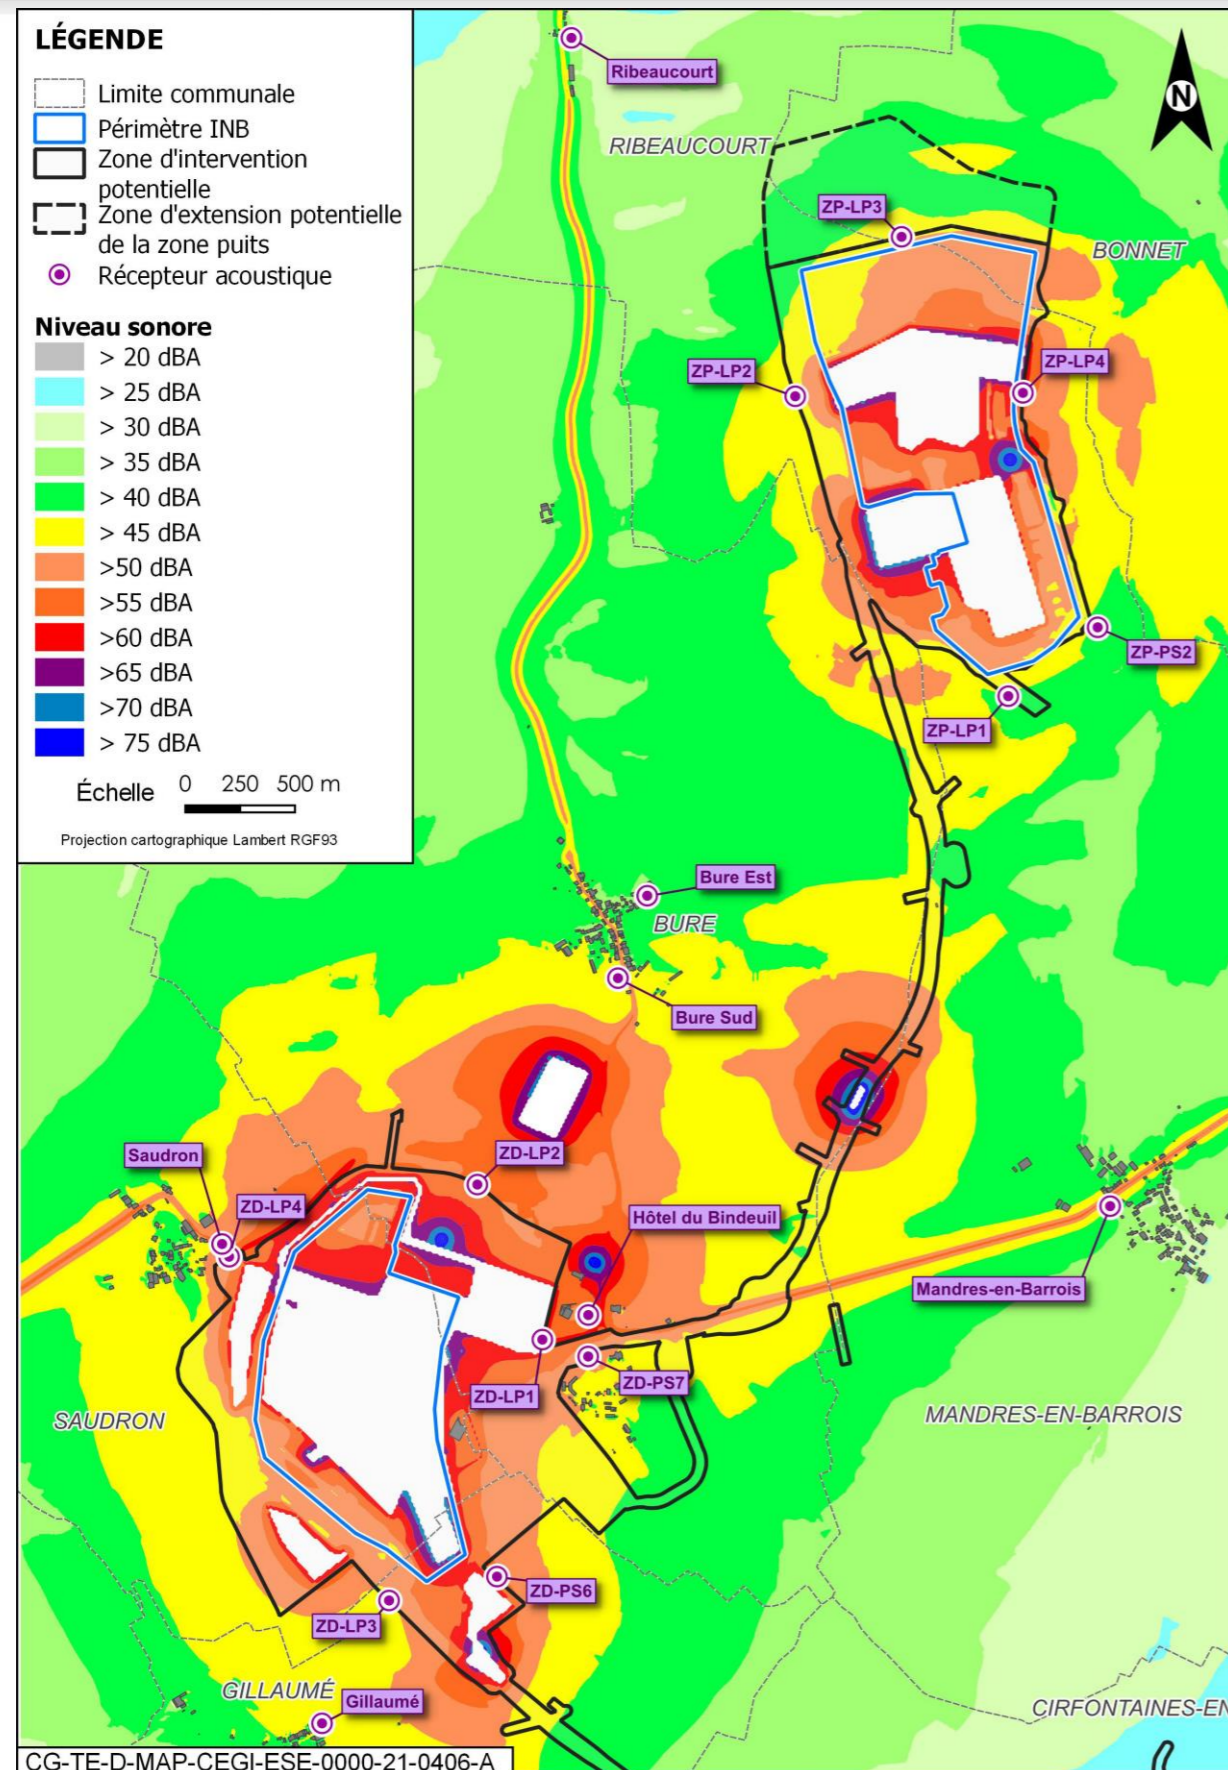 LÉGENDE
Limite communale
Périmètre INB
Zone d'intervention
potentielle
Zone d'extension potentielle
de la zone puits
Récepteur acoustique
Niveau sonore
> 20 dBA
> 25 dBA
> 30 dBA
> 35 dBA
> 40 dBA
> 45 dBA
>50 dBA
>55 dBA
>60 dBA
>65 dBA
>70 dBA
> 75 dBA
Échelle 0 250 500 m
Projection cartographique Lambert RGF93
N
Ribeaucourt
RIBEAUCOURT
ZP-LP3
BONNET
ZP-LP2
ZP-LP4
ZP-PS2
ZP-LP1
Bure Est
BURE
Bure Sud
Saudron
ZD-LP2
ZD-LP4
Hôtel du Bindeuil
Mandres-en-Barrois
ZD-PS7
ZD-LP1
SAUDRON
MANDRES-EN-BARROIS
ZD-PS6
ZD-LP3
GILLAUMÉ
Gillaumé
CIRFONTAINES-EN
CG-TE-D-MAP-CEGI-ESE-0000-21-0406-A